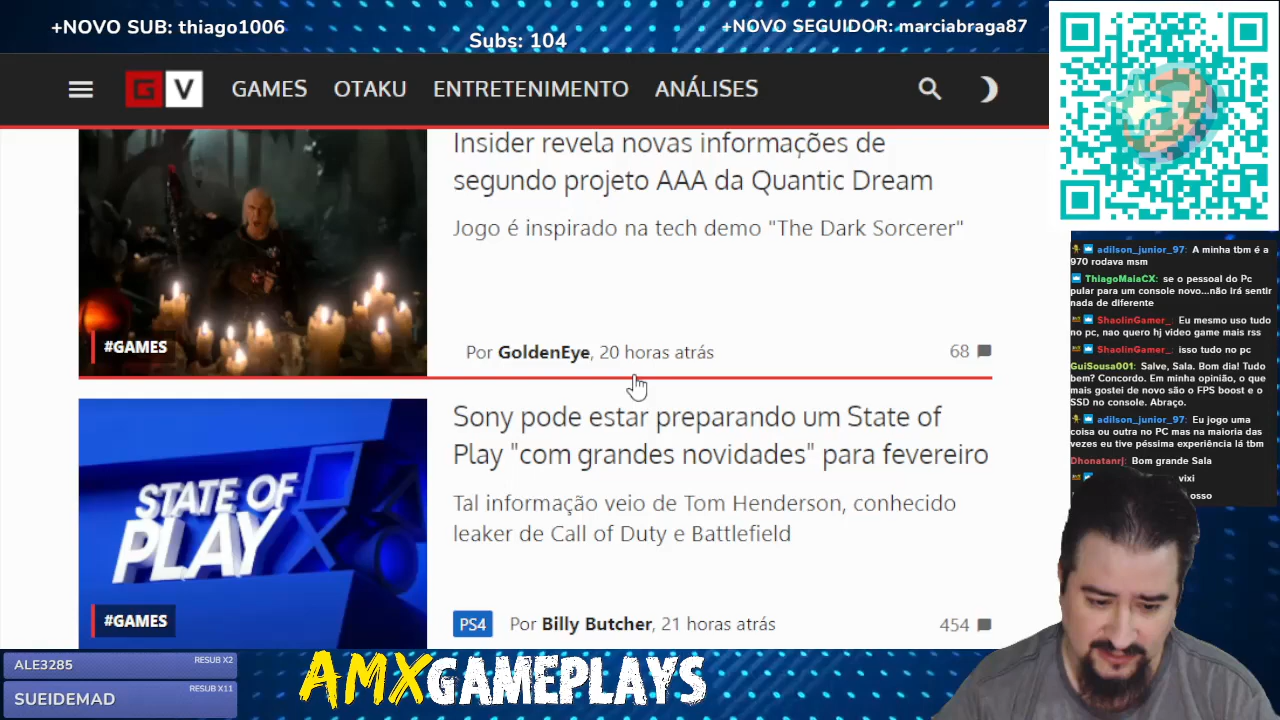 +NOVO SUB: thiago1006
Subs: 104
+NOVO SEGUIDOR: marciabraga87
G V GAMES OTAKU ENTRETENIMENTO ANÁLISES
Insider revela novas informações de
segundo projeto AAA da Quantic Dream
Jogo é inspirado na tech demo "The Dark Sorcerer"
#GAMES
Por GoldenEye, 20 horas atrás
68
Sony pode estar preparando um State of
Play "com grandes novidades" para fevereiro
Tal informação veio de Tom Henderson, conhecido
leaker de Call of Duty e Battlefield
STATE OF
PLAY
#GAMES
PS4 Por Billy Butcher, 21 horas atrás
454
adilson_junior_97: A minha tbm é a
970 rodava msm
ThiagoMaiaCX: se o pessoal do Pc
pular para um console novo...não irá sentir
nada de diferente
ShaolinGamer_: Eu mesmo uso tudo
no pc, nao quero hj video game mais rss
ShaolinGamer_: isso tudo no pc
GuiSousa001: Salve, Sala. Bom dia! Tudo
bem? Concordo. Em minha opinião, o que
mais gostei de novo são o FPS boost e o
SSD no console. Abraço.
adilson_junior_97: Eu jogo uma
coisa ou outra no PC mas na maioria das
vezes eu tive péssima experiência lá tbm
Dhonatanrj: Bom grande Sala
vixi
osso
ALE3285 RESUB X2
SUEIDEMAD RESUB X11
AMXGAMEPLAYS